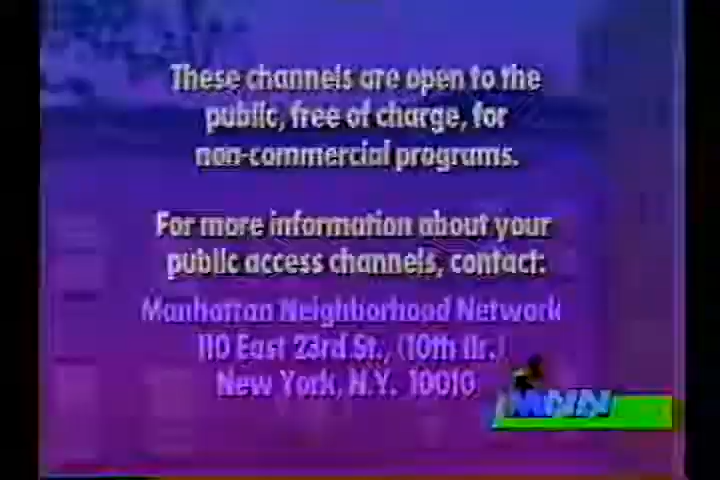 These channels are open to the
public, free of charge, for
non-commercial programs.
For more information about your
public access channels, contact:
Manhattan Neighborhood Network
110 East 23rd St., (10th flr.)
New York, N.Y. 10010
MNN